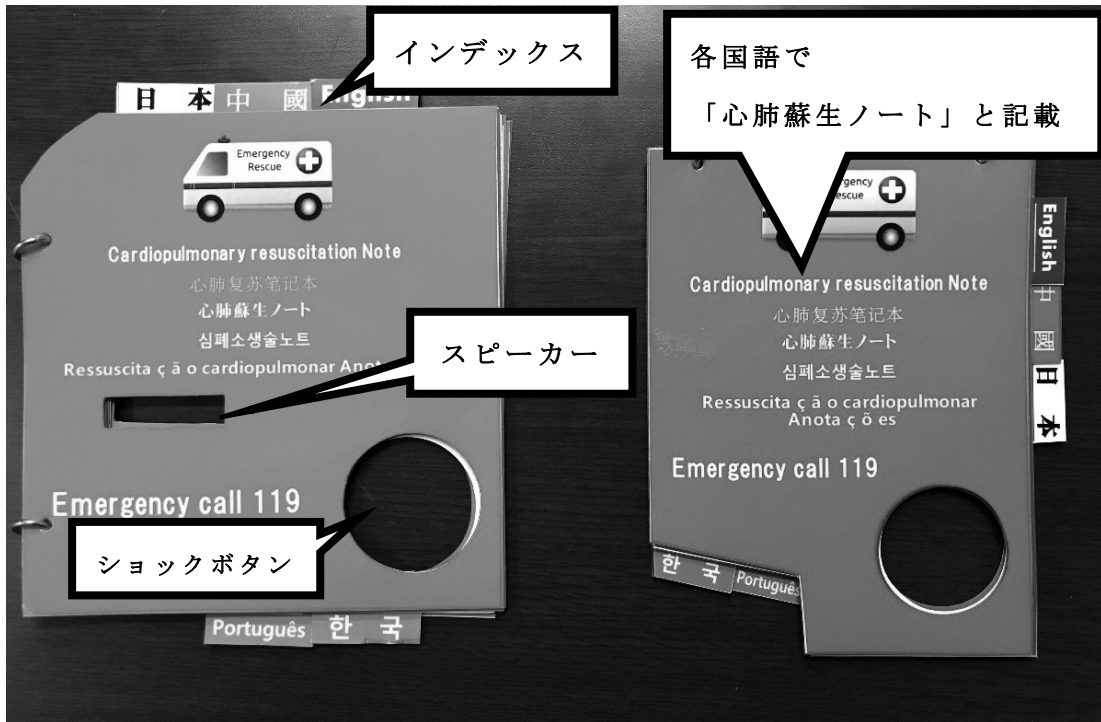 インデックス
各国語で
「心肺蘇生ノート」と記載
日本
中國
English
Emergency
Rescue
Cardiopulmonary resuscitation Note
心肺复苏笔记本
心肺蘇生ノート
심폐소생술노트
Ressuscita ç ã o cardiopulmonar
スピーカー
Emergency call 119
ショックボタン
Português
한국
Cardiopulmonary resuscitation Note
心肺复苏笔记本
心肺蘇生ノート
심폐소생술노트
Ressuscita ç ã o cardiopulmonar
Anota ç õ es
Emergency call 119
English
中國
日本
한국